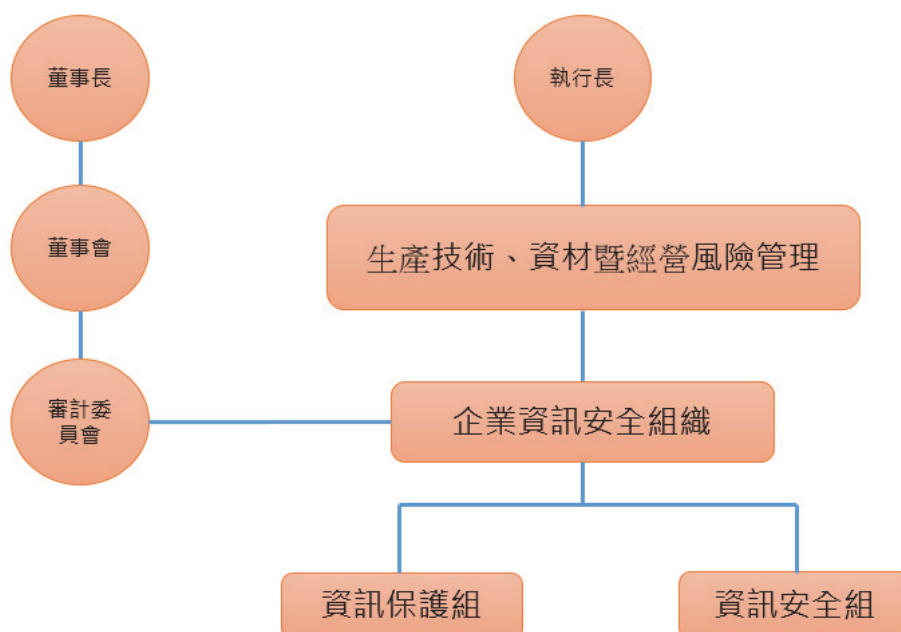 董事長
執行長
董事會
生產技術、資材暨經營風險管理
審計委
員會
企業資訊安全組織
資訊保護組
資訊安全組